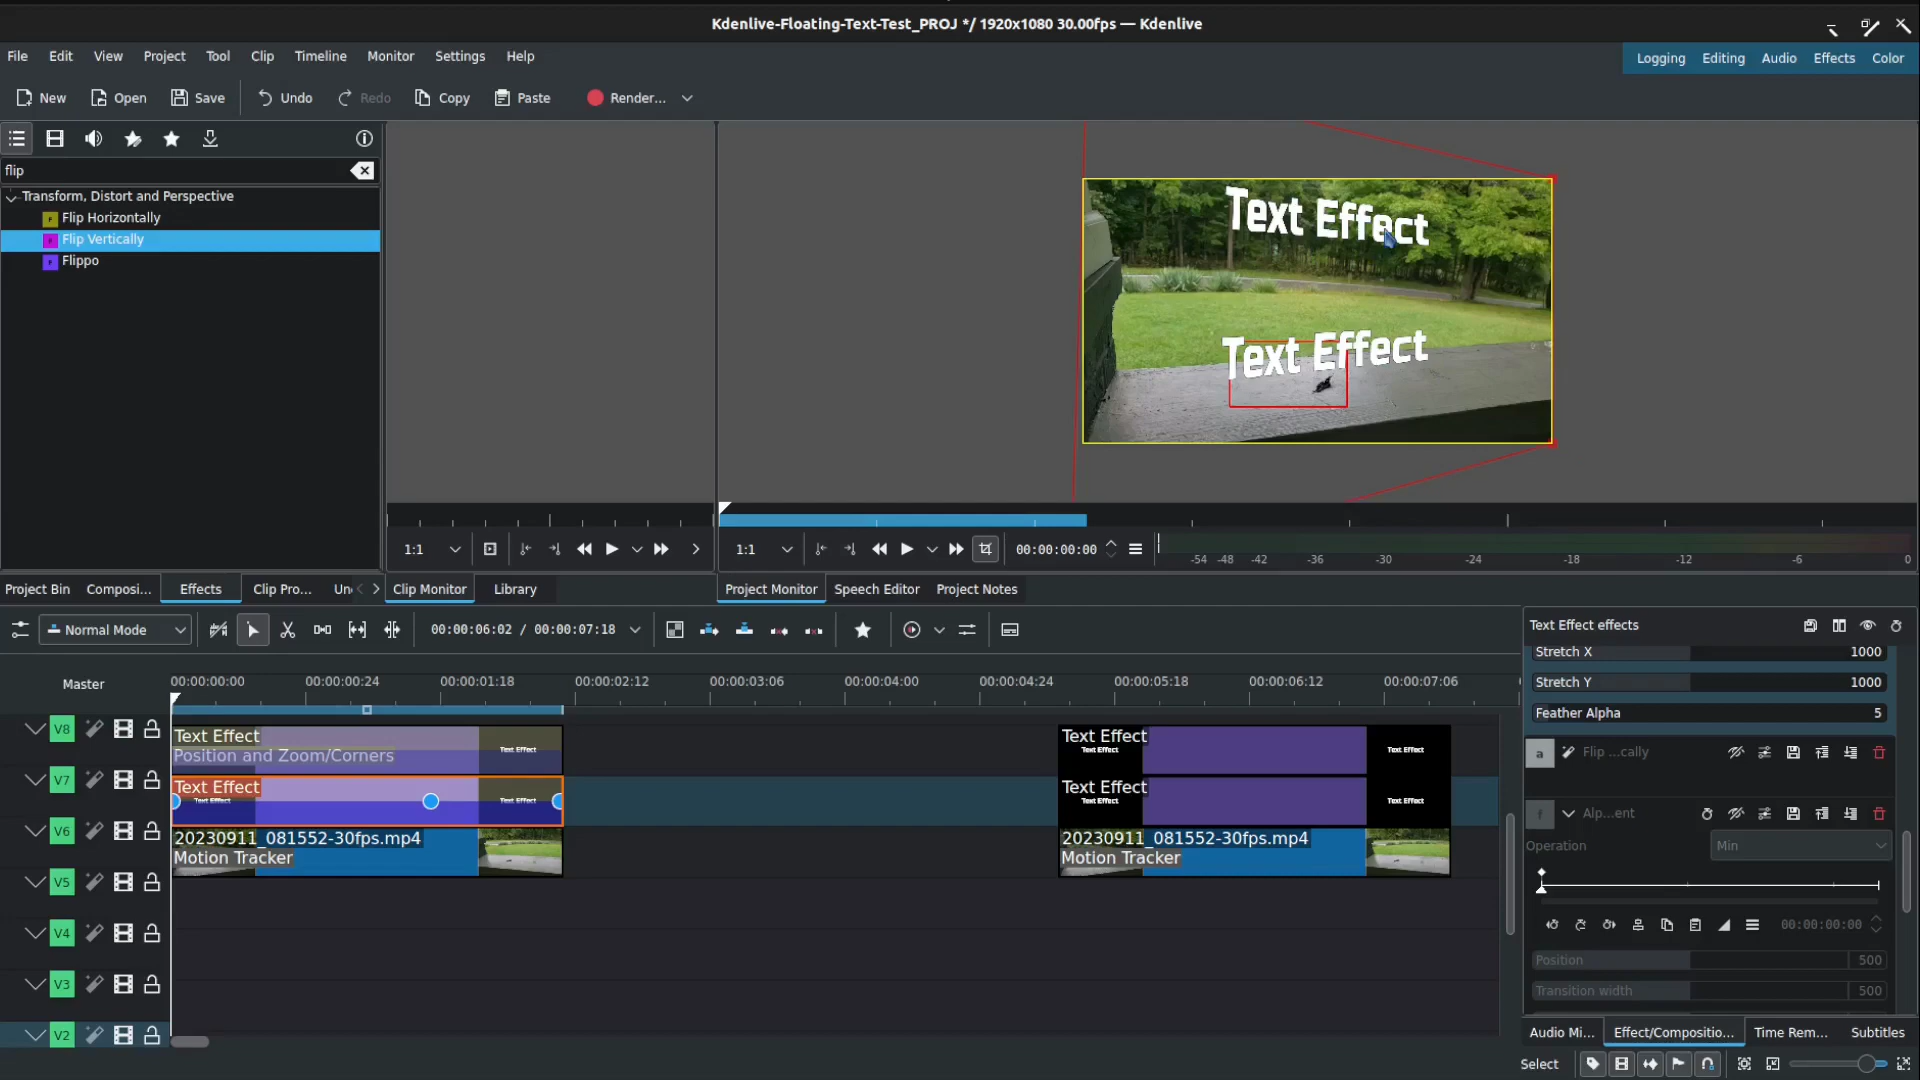 Kdenlive-Floating-Text-Test_PROJ */ 1920x1080 30.00fps — Kdenlive
File Edit View Project Tool Clip Timeline Monitor Settings Help
Logging Editing Audio Effects Color
New Open Save Undo Redo Copy Paste Render...
flip
Transform, Distort and Perspective
Flip Horizontally
Flip Vertically
Flippo
Text Effect
Text Effect
1:1
1:1
00:00:00:00
-54 -48 -42 -36 -30 -24 -18 -12 -6 0
Project Bin Composi... Effects Clip Pro... Un
Clip Monitor Library
Project Monitor Speech Editor Project Notes
Normal Mode
00:00:06:02 / 00:00:07:18
Master
00:00:00:00 00:00:00:24 00:00:01:18 00:00:02:12 00:00:03:06 00:00:04:00 00:00:04:24 00:00:05:18 00:00:06:12 00:00:07:06
V8
Text Effect
Position and Zoom/Corners
Text Effect
Text Effect
Text Effect
Text Effect
V7
Text Effect
Text Effect
Text Effect
Text Effect
Text Effect
Text Effect
V6
20230911_081552-30fps.mp4
Motion Tracker
20230911_081552-30fps.mp4
Motion Tracker
V5
V4
V3
V2
Text Effect effects
Stretch X 1000
Stretch Y 1000
Feather Alpha 5
a Flip ...cally
f Alp...ent
Operation Min
00:00:00:00
Position 500
Transition width 500
Audio Mi... Effect/Compositio... Time Rem... Subtitles
Select